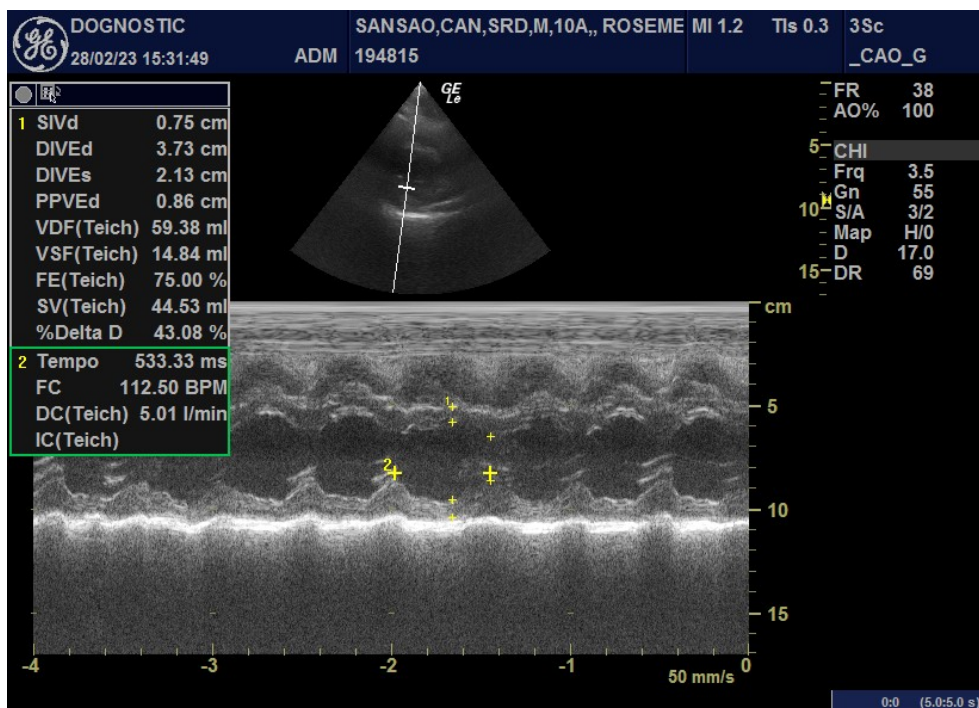 DOGNOSTIC
28/02/23 15:31:49 ADM
SANSAO,CAN,SRD,M,10A,, ROSEME
194815
MI 1.2 TIs 0.3
3Sc
_CAO_G
GE
Le
FR 38
AO% 100
CHI
Frq 3.5
Gn 55
S/A 3/2
Map H/0
D 17.0
DR 69
5
10
15
1 SIVd 0.75 cm
DIVEd 3.73 cm
DIVEs 2.13 cm
PPVEd 0.86 cm
VDF(Teich) 59.38 ml
VSF(Teich) 14.84 ml
FE(Teich) 75.00 %
SV(Teich) 44.53 ml
%Delta D 43.08 %
2 Tempo 533.33 ms
FC 112.50 BPM
DC(Teich) 5.01 l/min
IC(Teich)
cm
1
5
2
10
15
-4 -3 -2 -1 0
50 mm/s
0:0 (5.0:5.0 s)